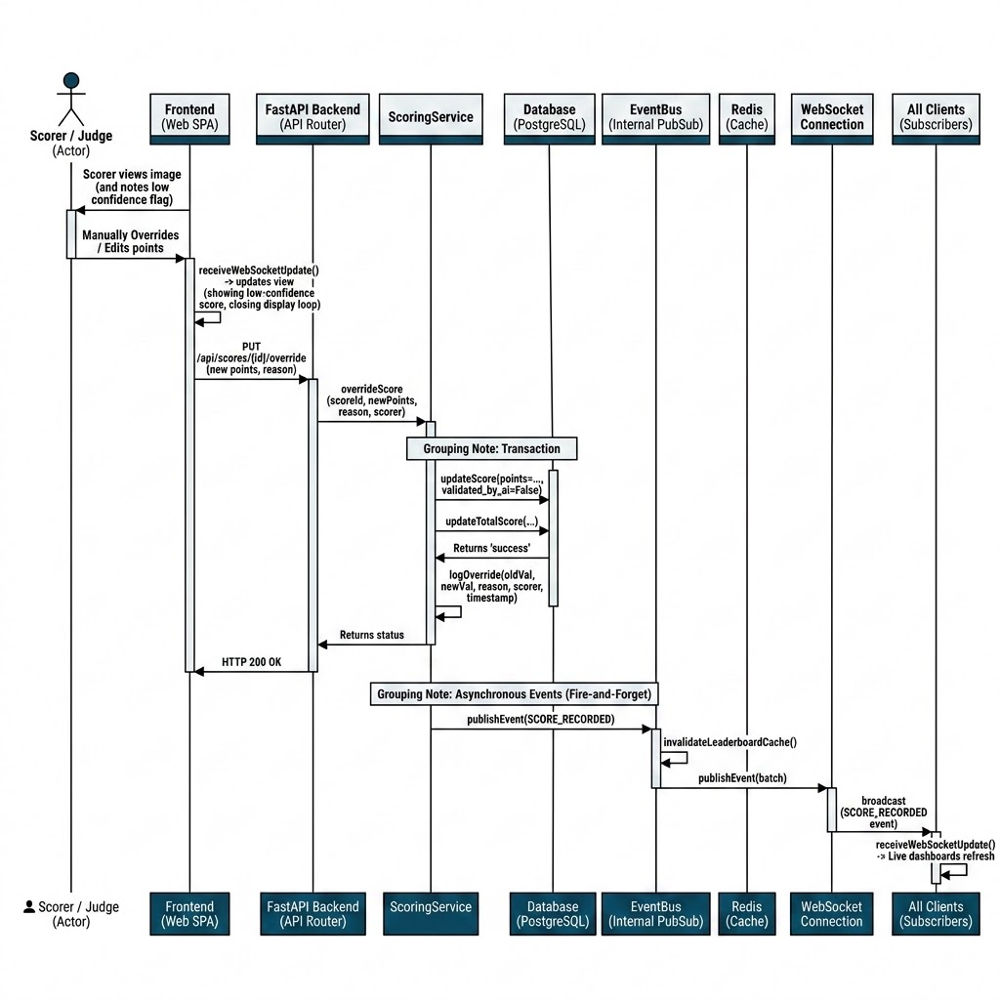 Scorer / Judge
(Actor)
Frontend
(Web SPA)
FastAPI Backend
(API Router)
ScoringService
Database
(PostgreSQL)
EventBus
(Internal PubSub)
Redis
(Cache)
WebSocket
Connection
All Clients
(Subscribers)
Scorer views image
(and notes low
confidence flag)
Manually Overrides
/ Edits points
receiveWebSocketUpdate()
-> updates view
(showing low-confidence
score, closing display loop)
PUT
/api/scores/{id}/override
(new points, reason)
overrideScore
(scoreId, newPoints,
reason, scorer)
Grouping Note: Transaction
updateScore(points=...,
validated_by_ai=False)
updateTotalScore(...)
Returns 'success'
logOverride(oldVal,
newVal, reason, scorer,
timestamp)
Returns status
HTTP 200 OK
Grouping Note: Asynchronous Events (Fire-and-Forget)
publishEvent(SCORE_RECORDED)
invalidateLeaderboardCache()
publishEvent(batch)
broadcast
(SCORE_RECORDED
event)
receiveWebSocketUpdate()
-> Live dashboards refresh
Scorer / Judge
(Actor)
Frontend
(Web SPA)
FastAPI Backend
(API Router)
ScoringService
Database
(PostgreSQL)
EventBus
(Internal PubSub)
Redis
(Cache)
WebSocket
Connection
All Clients
(Subscribers)